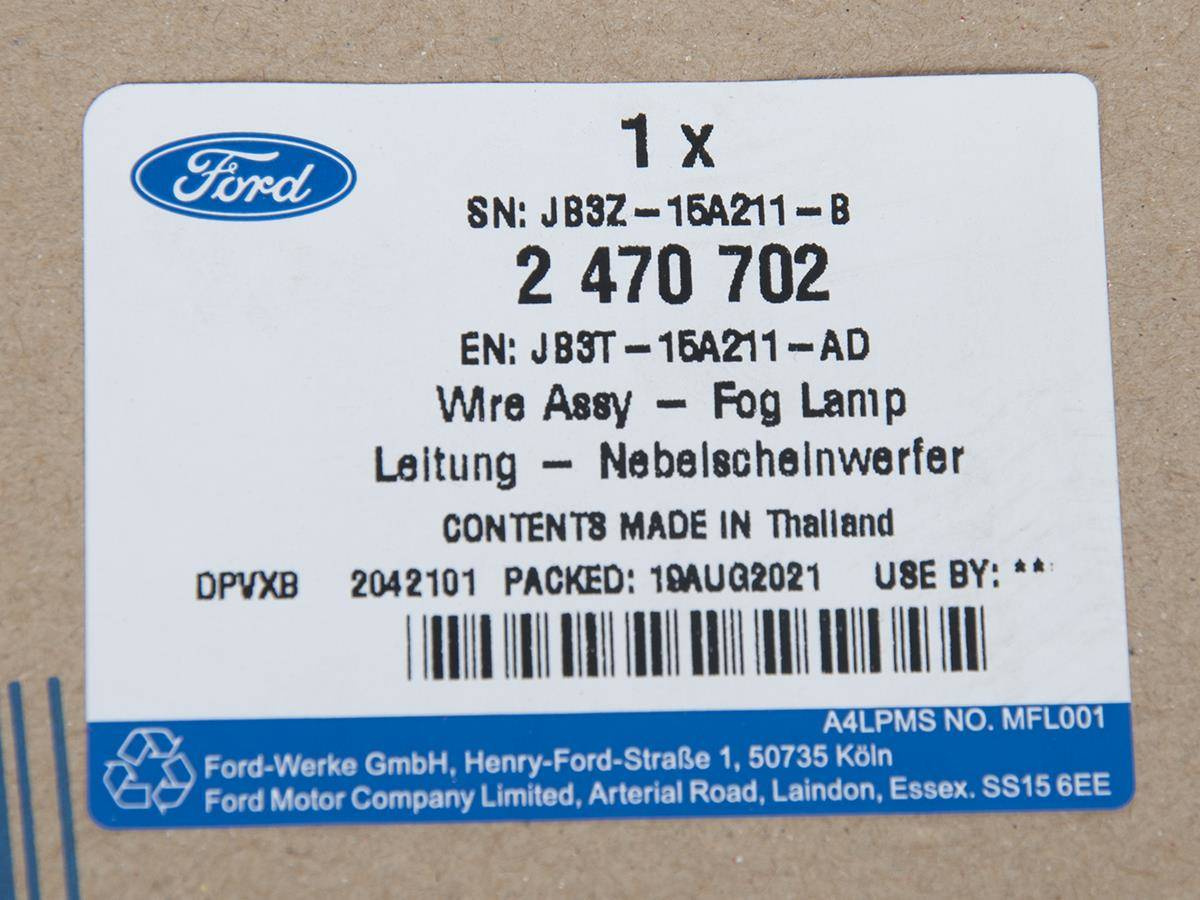 Ford
1 x
SN: JB3Z-15A211-B
2 470 702
EN: JB3T-15A211-AD
Wire Assy - Fog Lamp
Leitung - Nebelscheinwerfer
CONTENTS MADE IN Thailand
DPVXB 2042101 PACKED: 19AUG2021 USE BY: **
A4LPMS NO. MFL001
Ford-Werke GmbH, Henry-Ford-Straße 1, 50735 Köln
Ford Motor Company Limited, Arterial Road, Laindon, Essex. SS15 6EE